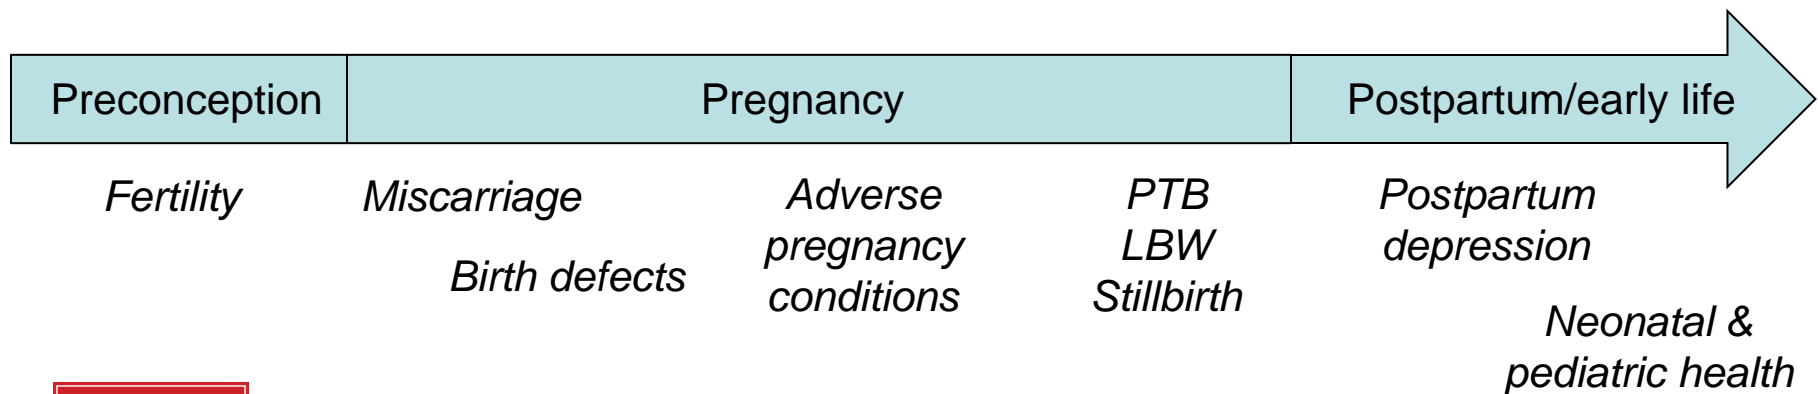 Preconception
Pregnancy
Postpartum/early life
Fertility
Miscarriage
Birth defects
Adverse
pregnancy
conditions
PTB
LBW
Stillbirth
Postpartum
depression
Neonatal &
pediatric health